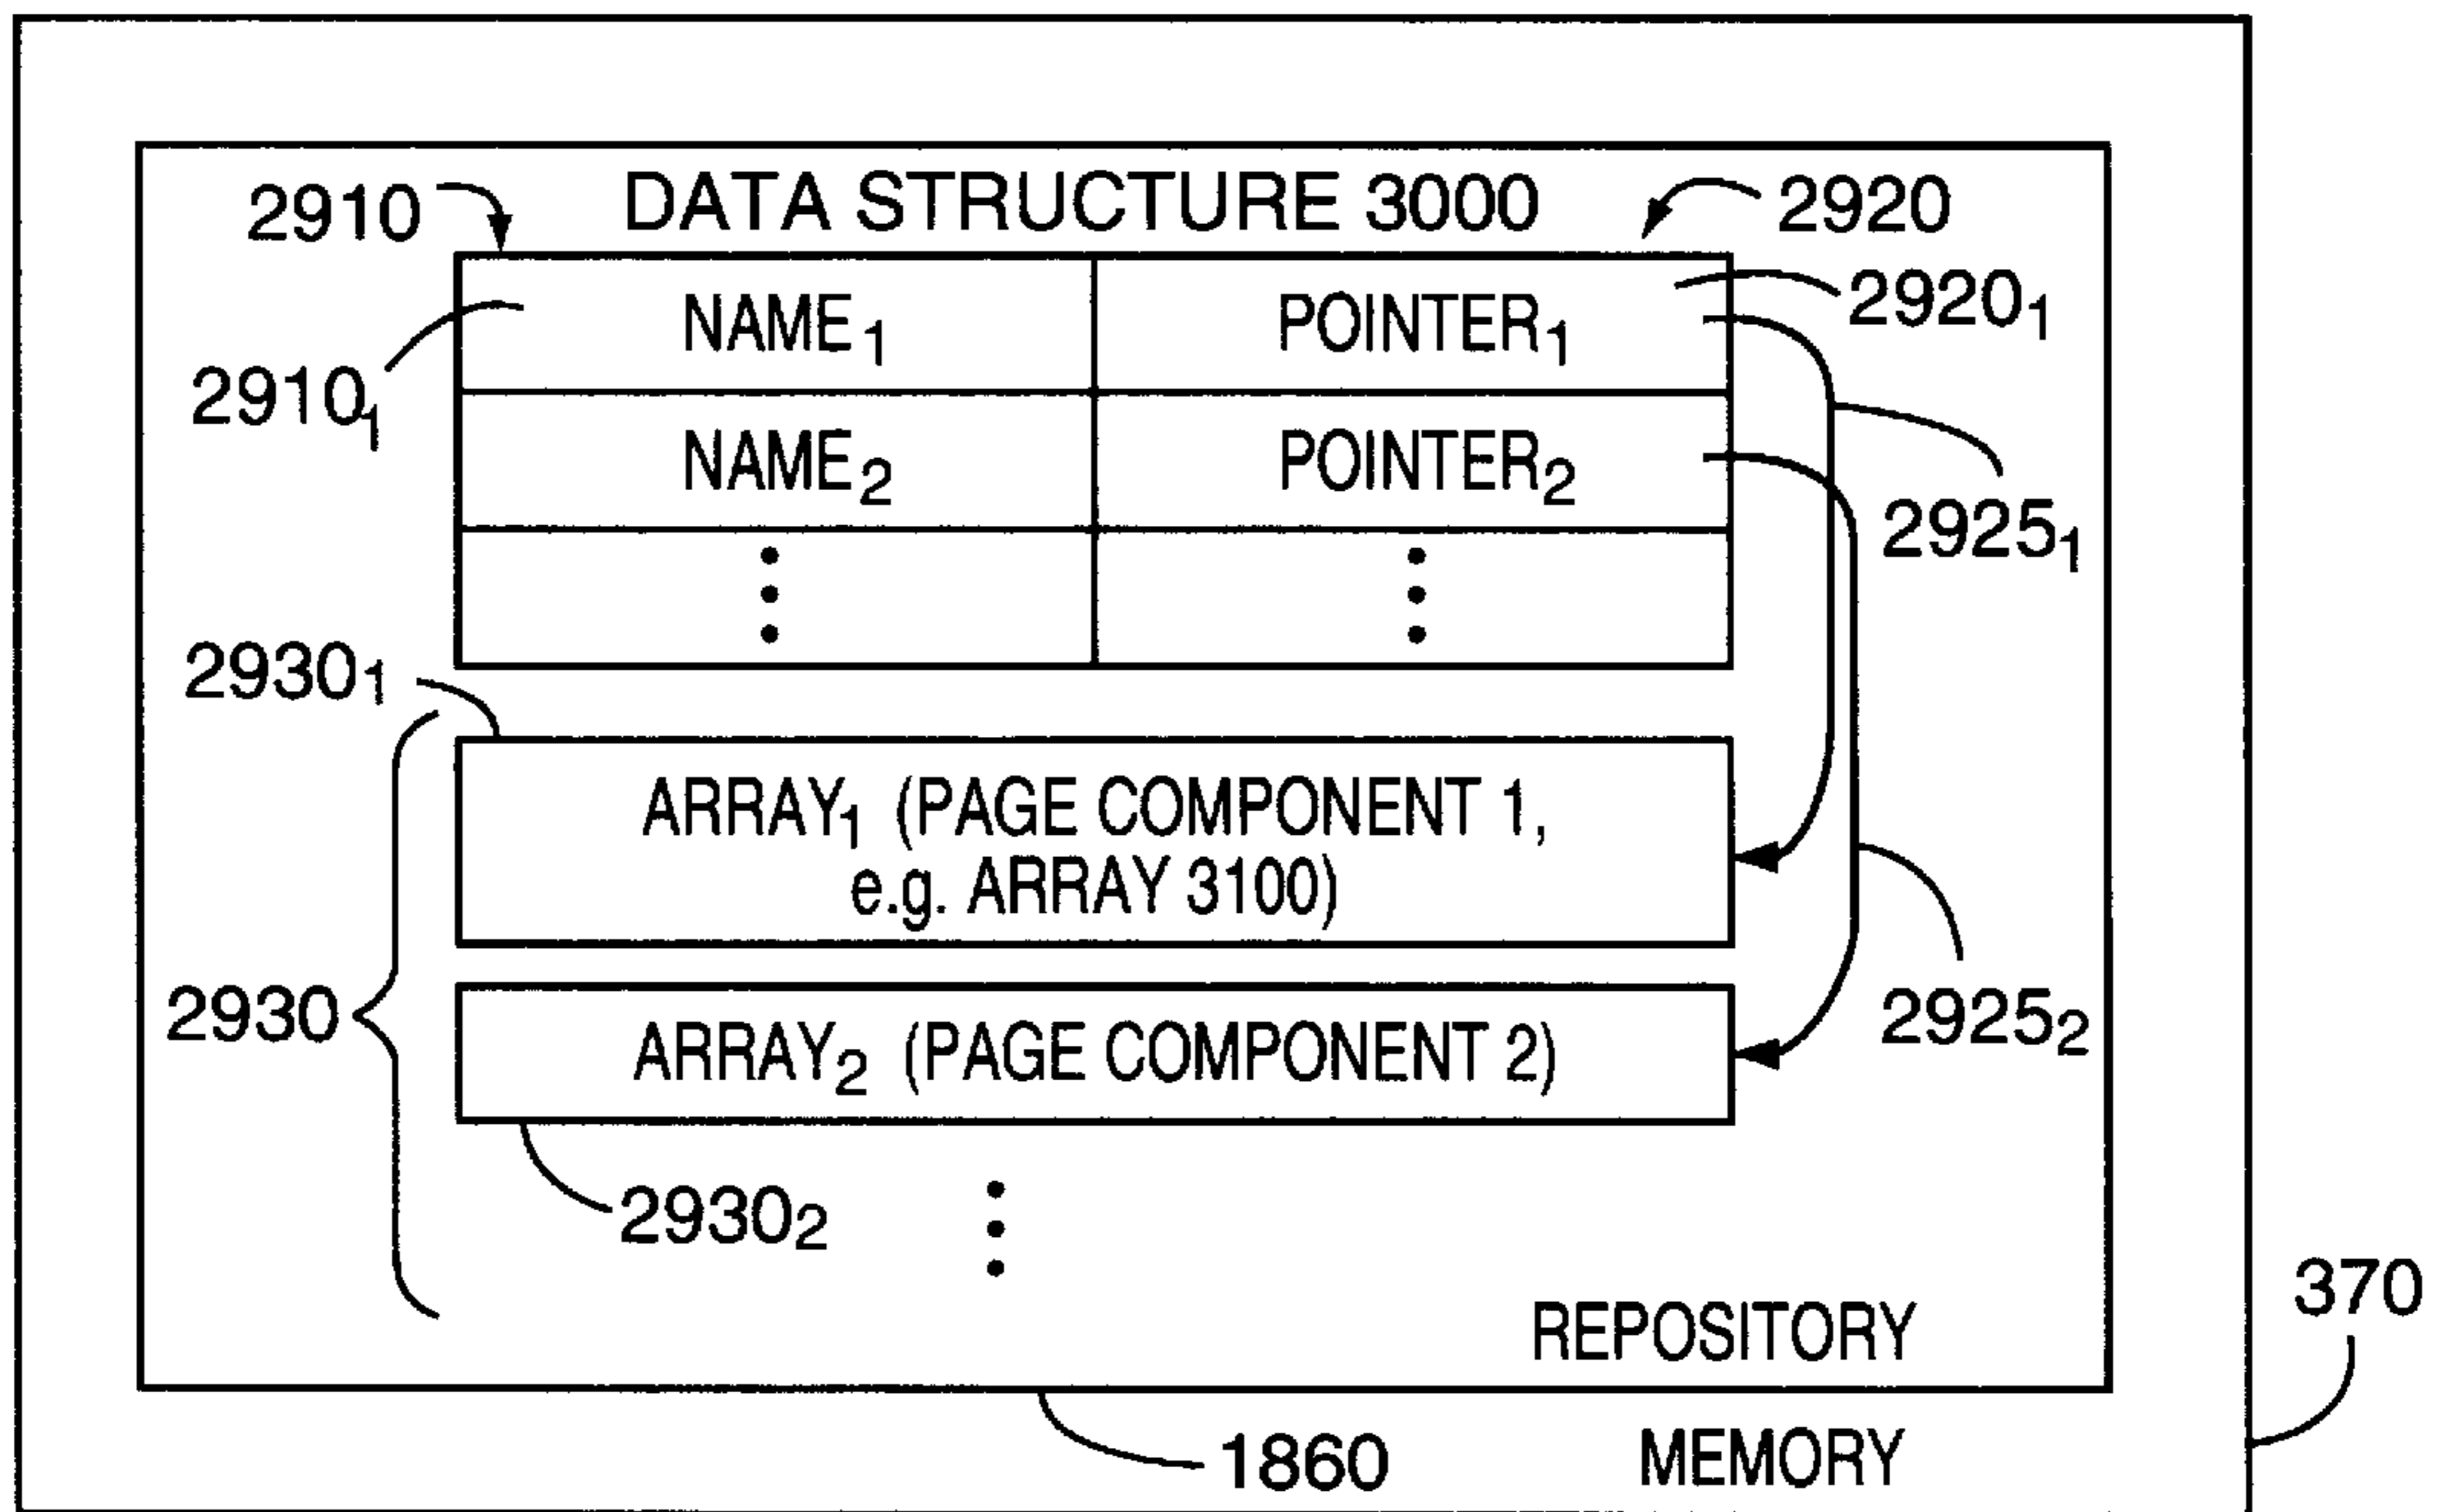 2910 DATA STRUCTURE 3000 2920
NAME₁ POINTER₁ 2920₁
2910₁
NAME₂ POINTER₂
2925₁
2930₁
ARRAY₁ (PAGE COMPONENT 1,
e.g. ARRAY 3100)
2930 ARRAY₂ (PAGE COMPONENT 2) 2925₂
2930₂
REPOSITORY
370
1860 MEMORY